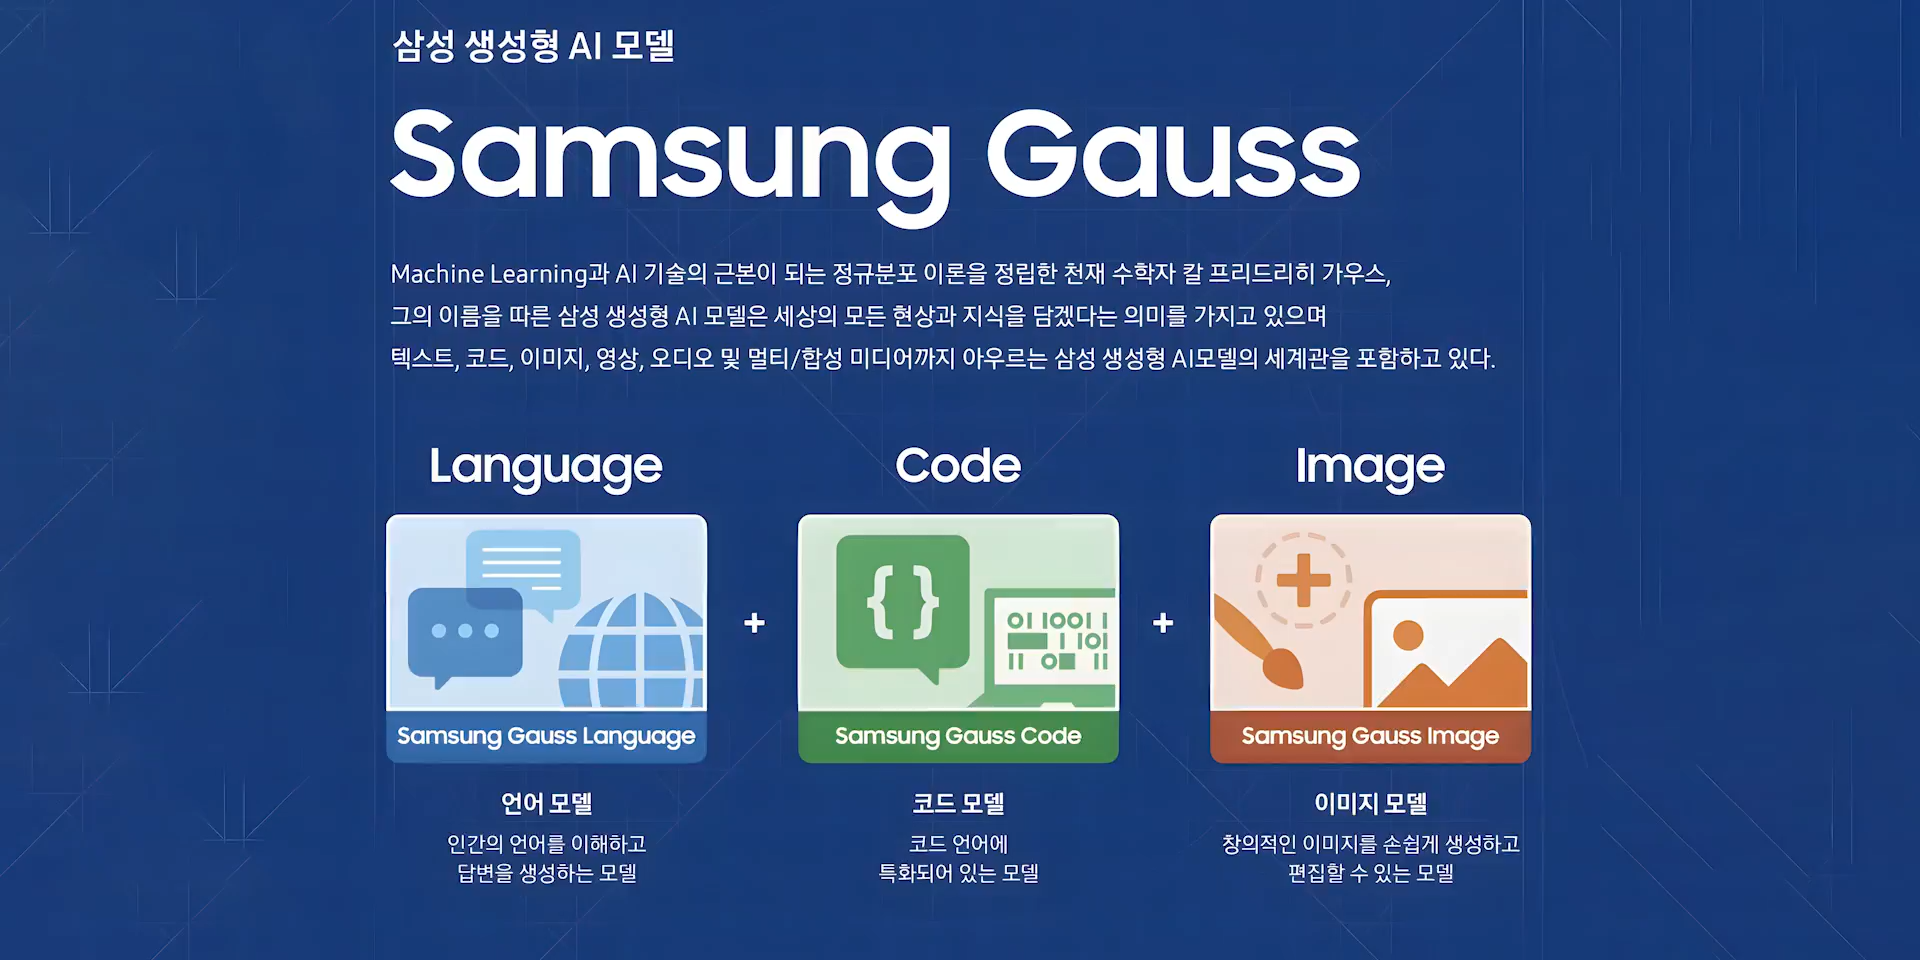 삼성 생성형 AI 모델
Samsung Gauss
Machine Learning과 AI 기술의 근본이 되는 정규분포 이론을 정립한 천재 수학자 칼 프리드리히 가우스,
그의 이름을 따른 삼성 생성형 AI 모델은 세상의 모든 현상과 지식을 담겠다는 의미를 가지고 있으며
텍스트, 코드, 이미지, 영상, 오디오 및 멀티/합성 미디어까지 아우르는 삼성 생성형 AI모델의 세계관을 포함하고 있다.
Language
Code
Image
{ }
+
+
Samsung Gauss Language
Samsung Gauss Code
Samsung Gauss Image
언어 모델
인간의 언어를 이해하고
답변을 생성하는 모델
코드 모델
코드 언어에
특화되어 있는 모델
이미지 모델
창의적인 이미지를 손쉽게 생성하고
편집할 수 있는 모델